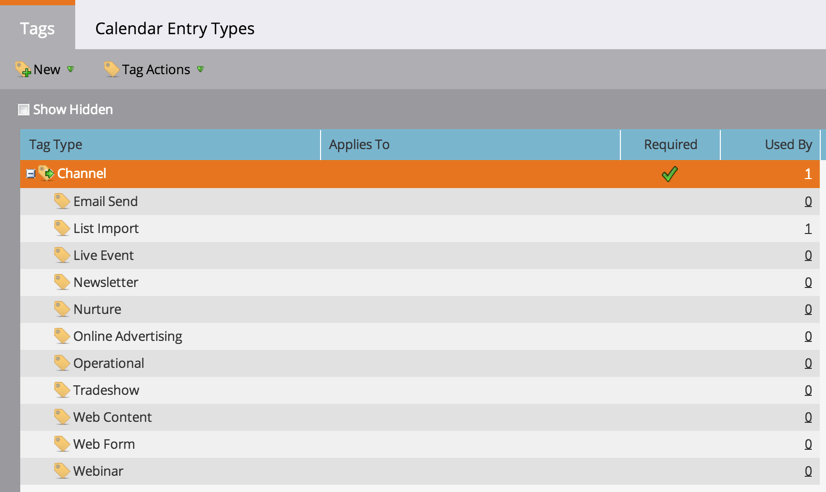 Tags Calendar Entry Types
New Tag Actions
Show Hidden
Tag Type Applies To Required Used By
Channel 1
Email Send 0
List Import 1
Live Event 0
Newsletter 0
Nurture 0
Online Advertising 0
Operational 0
Tradeshow 0
Web Content 0
Web Form 0
Webinar 0